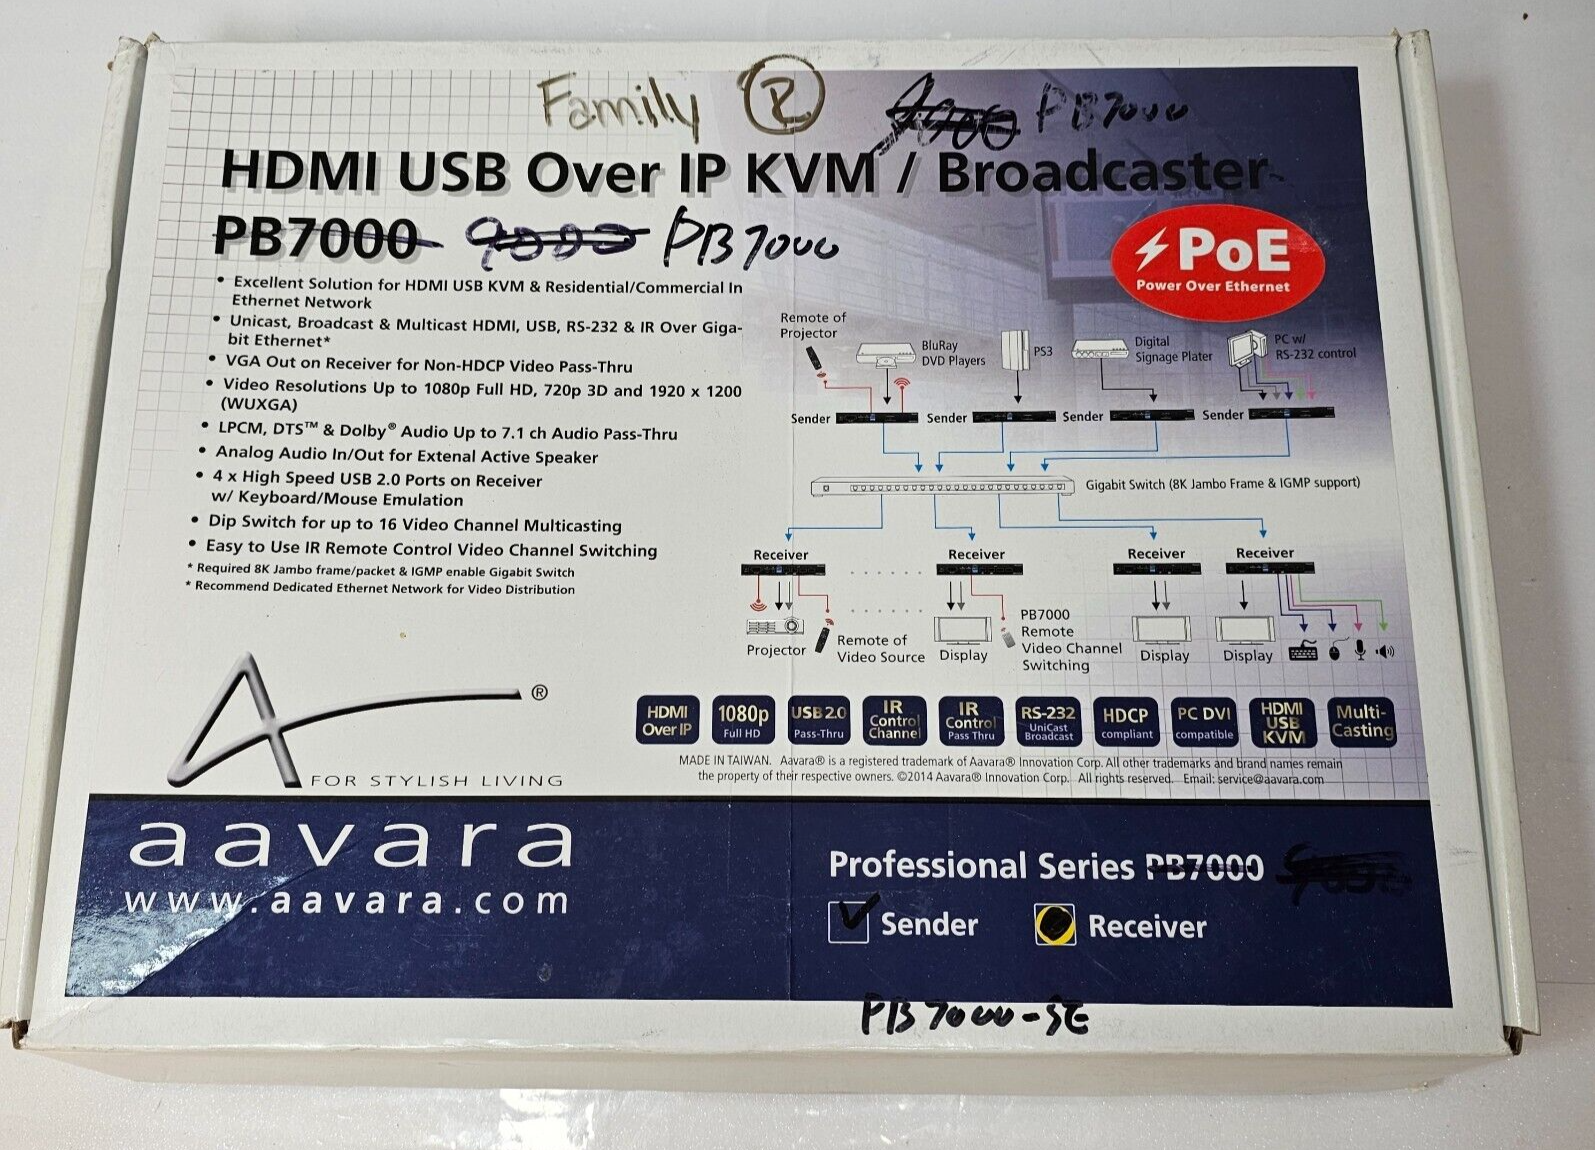 Family R 9000 PB7000
HDMI USB Over IP KVM / Broadcaster
PB7000 9000 PB7000
PoE
Power Over Ethernet
• Excellent Solution for HDMI USB KVM & Residential/Commercial In
Ethernet Network
• Unicast, Broadcast & Multicast HDMI, USB, RS-232 & IR Over Giga-
bit Ethernet*
• VGA Out on Receiver for Non-HDCP Video Pass-Thru
• Video Resolutions Up to 1080p Full HD, 720p 3D and 1920 x 1200
(WUXGA)
• LPCM, DTS™ & Dolby® Audio Up to 7.1 ch Audio Pass-Thru
• Analog Audio In/Out for Extenal Active Speaker
• 4 x High Speed USB 2.0 Ports on Receiver
w/ Keyboard/Mouse Emulation
• Dip Switch for up to 16 Video Channel Multicasting
• Easy to Use IR Remote Control Video Channel Switching
* Required 8K Jambo frame/packet & IGMP enable Gigabit Switch
* Recommend Dedicated Ethernet Network for Video Distribution
Remote of
Projector
BluRay
DVD Players
PS3
Digital
Signage Plater
PC w/
RS-232 control
Sender Sender Sender Sender
Gigabit Switch (8K Jambo Frame & IGMP support)
Receiver Receiver Receiver Receiver
Projector
Remote of
Video Source
Display
PB7000
Remote
Video Channel
Switching
Display
Display
HDMI
Over IP
1080p
Full HD
USB 2.0
Pass-Thru
IR
Control
Channel
IR
Control
Pass Thru
RS-232
UniCast
Broadcast
HDCP
compliant
PC DVI
compatible
HDMI
USB
KVM
Multi-
Casting
MADE IN TAIWAN. Aavara® is a registered trademark of Aavara® Innovation Corp. All other trademarks and brand names remain
the property of their respective owners. ©2014 Aavara® Innovation Corp. All rights reserved. Email: service@aavara.com
®
FOR STYLISH LIVING
aavara
www.aavara.com
Professional Series PB7000
Sender Receiver
PB7000-SE